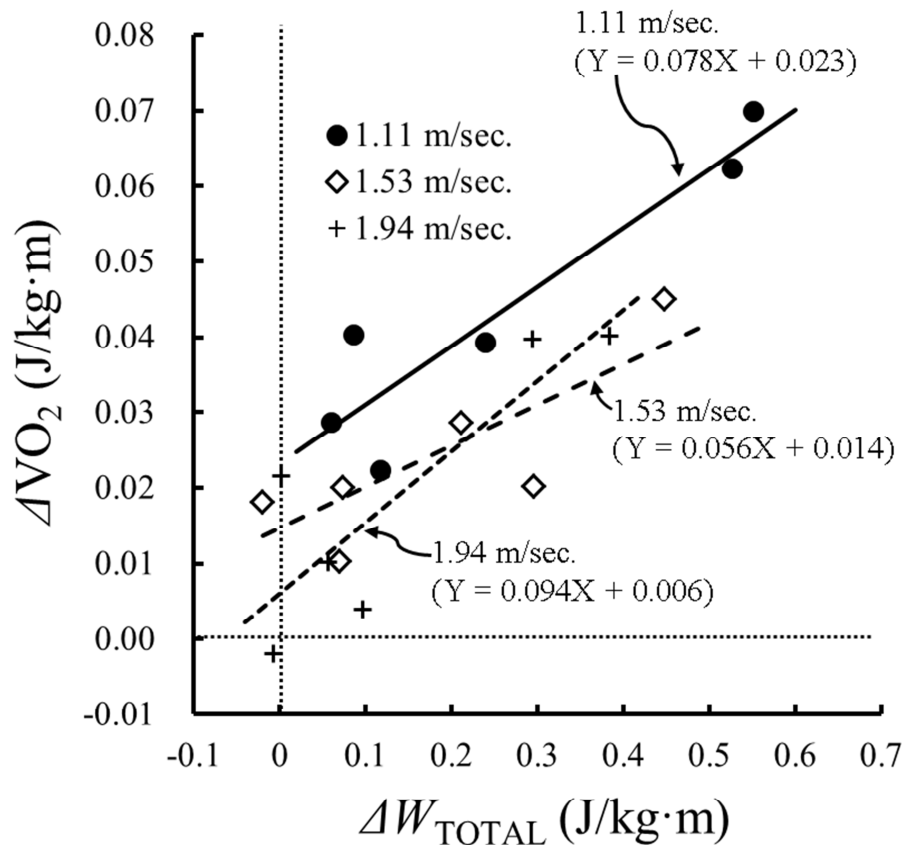 0.08
0.07
0.06
0.05
0.04
0.03
0.02
0.01
0.00
-0.01
ΔVO₂ (J/kg·m)
1.11 m/sec.
(Y = 0.078X + 0.023)
1.11 m/sec.
1.53 m/sec.
1.94 m/sec.
1.53 m/sec.
(Y = 0.056X + 0.014)
1.94 m/sec.
(Y = 0.094X + 0.006)
-0.1 0 0.1 0.2 0.3 0.4 0.5 0.6 0.7
ΔW_TOTAL (J/kg·m)